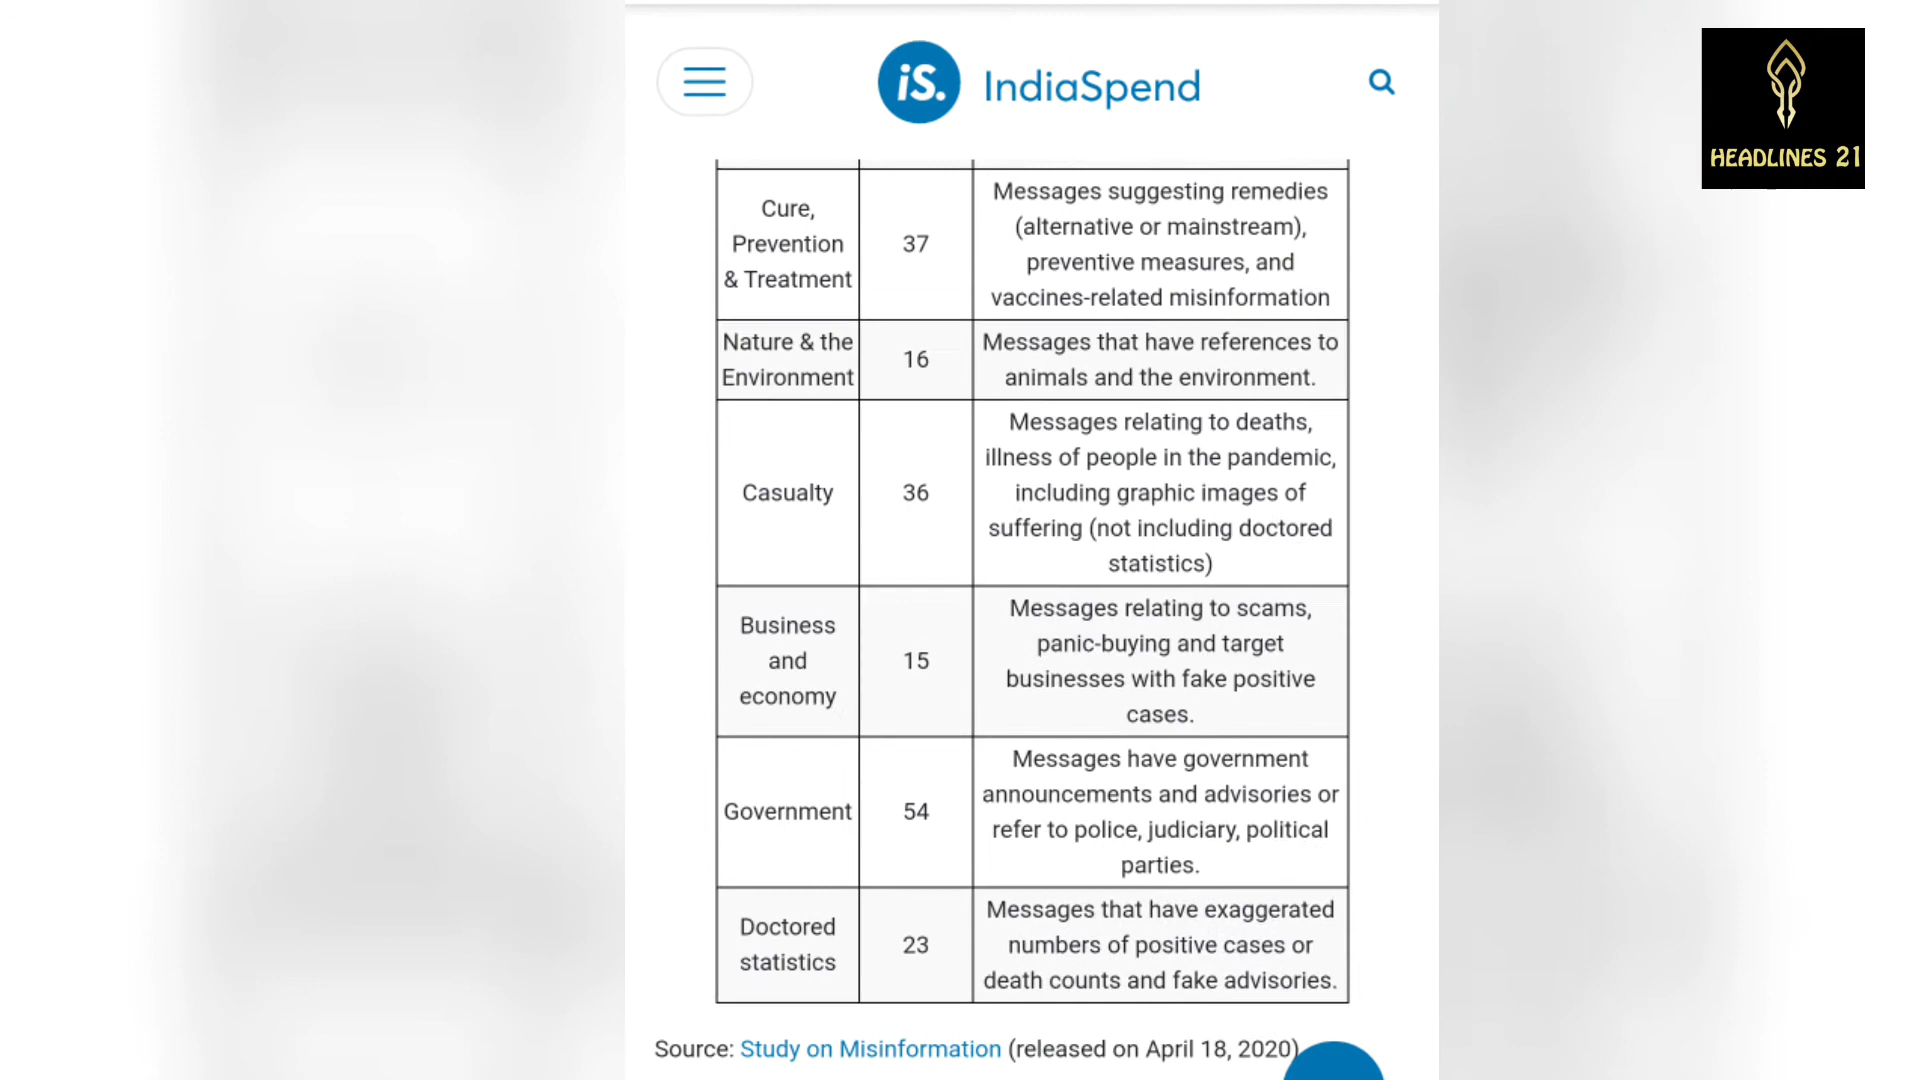 iS. IndiaSpend
HEADLINES 21
Cure,
Prevention
& Treatment
37
Messages suggesting remedies
(alternative or mainstream),
preventive measures, and
vaccines-related misinformation
Nature & the
Environment
16
Messages that have references to
animals and the environment.
Casualty
36
Messages relating to deaths,
illness of people in the pandemic,
including graphic images of
suffering (not including doctored
statistics)
Business
and
economy
15
Messages relating to scams,
panic-buying and target
businesses with fake positive
cases.
Government
54
Messages have government
announcements and advisories or
refer to police, judiciary, political
parties.
Doctored
statistics
23
Messages that have exaggerated
numbers of positive cases or
death counts and fake advisories.
Source: Study on Misinformation (released on April 18, 2020)